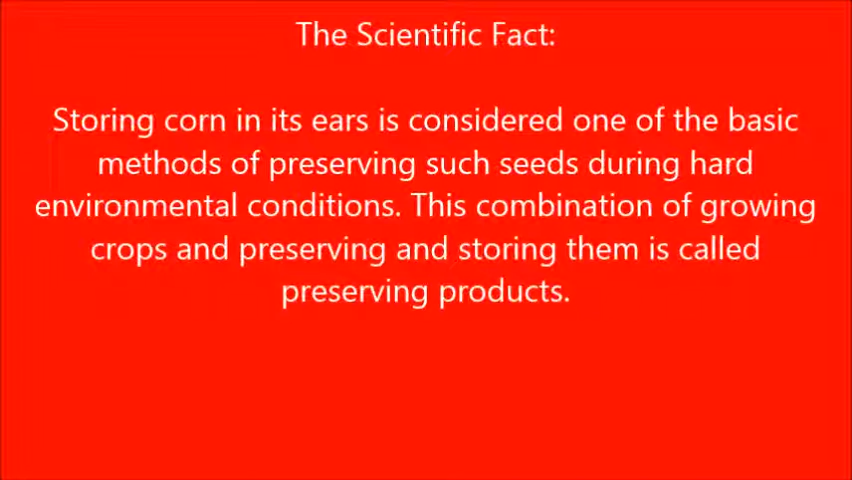 The Scientific Fact:
Storing corn in its ears is considered one of the basic
methods of preserving such seeds during hard
environmental conditions. This combination of growing
crops and preserving and storing them is called
preserving products.